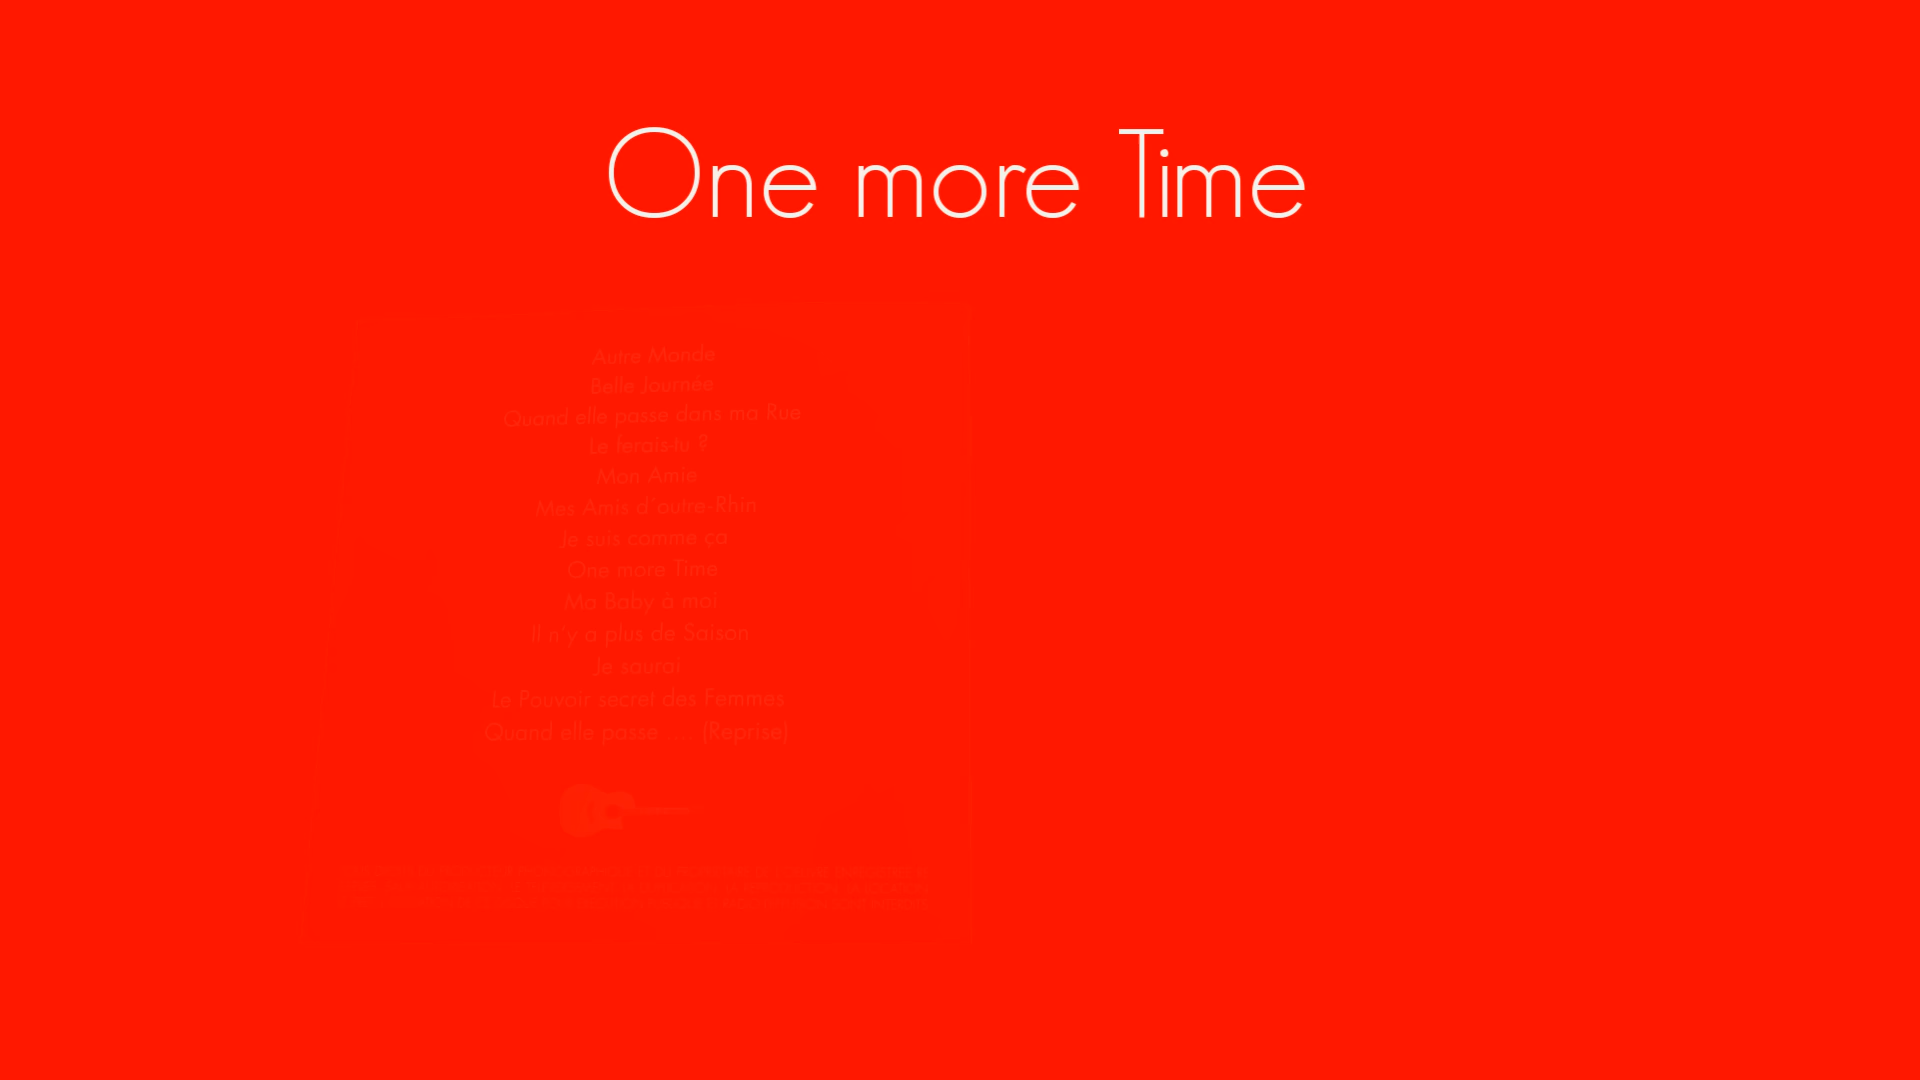 One more Time
Autre Monde
Belle Journée
Quand elle passe dans ma Rue
Le ferais-tu ?
Mon Amie
Mes Amis d'outre-Rhin
Je suis comme ça
One more Time
Ma Baby à moi
Il n'y a plus de Saison
Je saurai
Le Pouvoir secret des Femmes
Quand elle passe ... (Reprise)